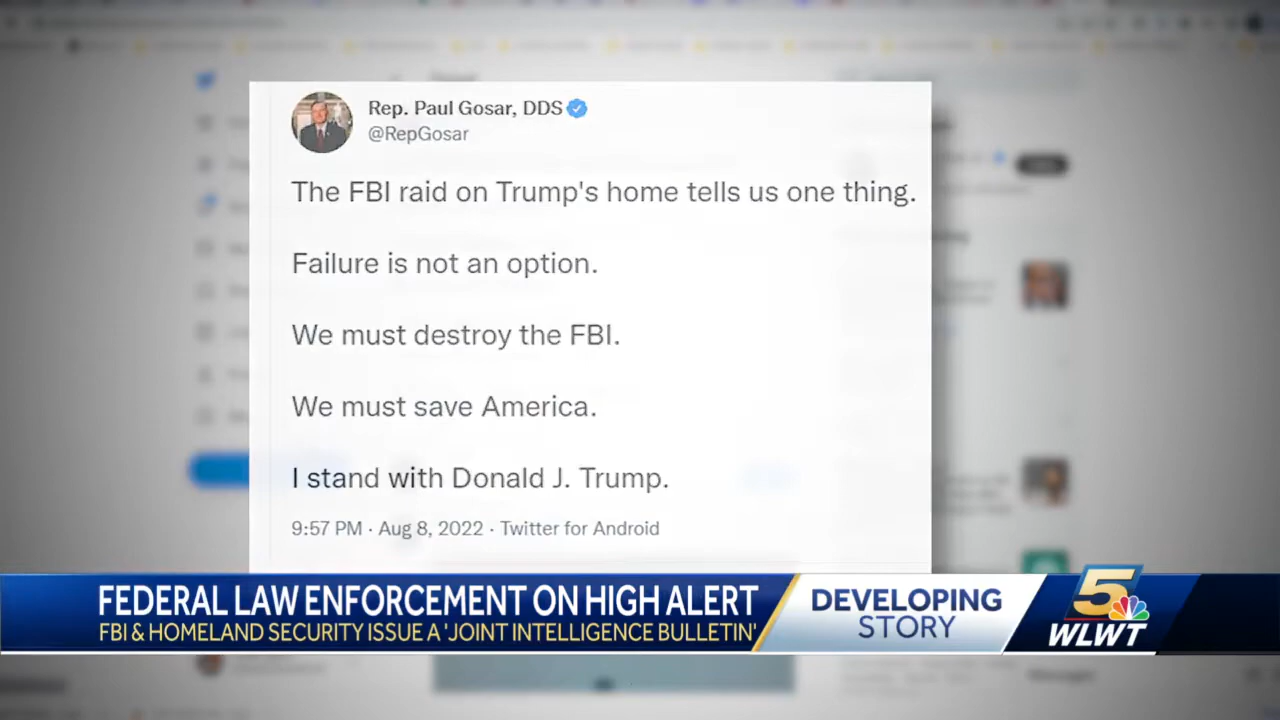 Rep. Paul Gosar, DDS
@RepGosar
The FBI raid on Trump's home tells us one thing.
Failure is not an option.
We must destroy the FBI.
We must save America.
I stand with Donald J. Trump.
9:57 PM · Aug 8, 2022 · Twitter for Android
FEDERAL LAW ENFORCEMENT ON HIGH ALERT
FBI & HOMELAND SECURITY ISSUE A 'JOINT INTELLIGENCE BULLETIN'
DEVELOPING
STORY
5
WLWT